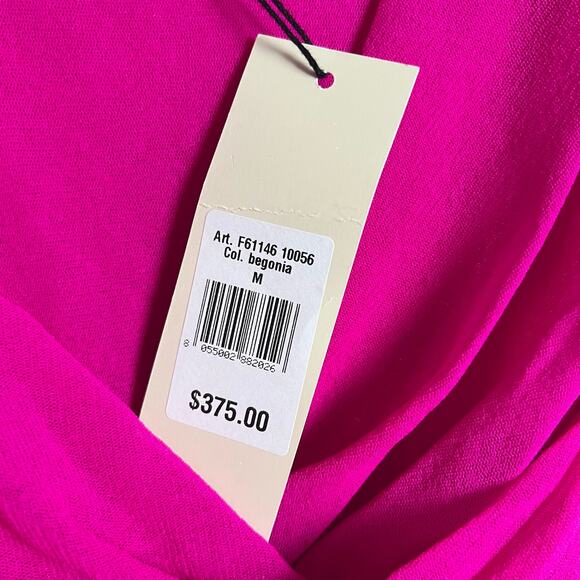 Art. F61146 10056
Col. begonia
M
8 055002 882026
$375.00